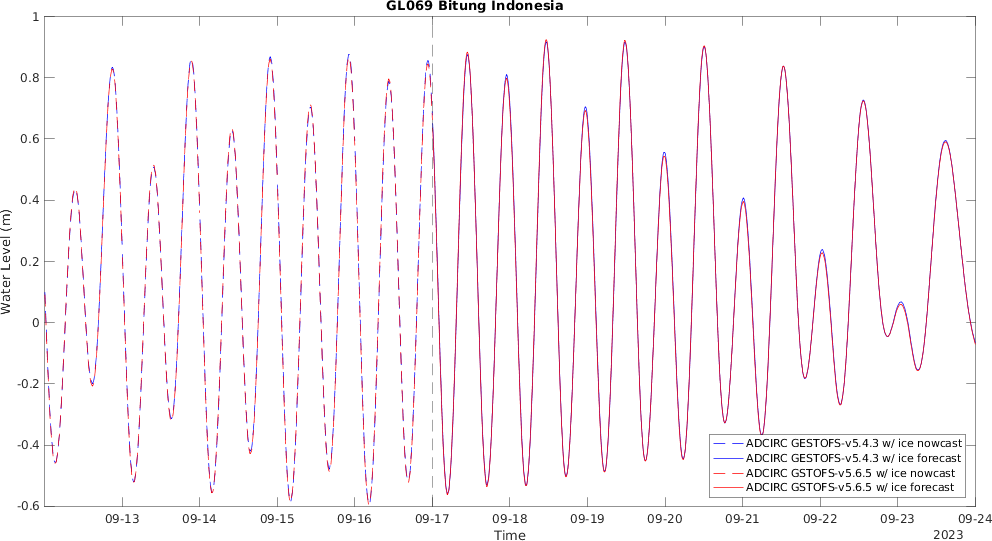 GL069 Bitung Indonesia
Water Level (m)
1
0.8
0.6
0.4
0.2
0
-0.2
-0.4
-0.6
ADCIRC GESTOFS-v5.4.3 w/ ice nowcast
ADCIRC GESTOFS-v5.4.3 w/ ice forecast
ADCIRC GSTOFS-v5.6.5 w/ ice nowcast
ADCIRC GSTOFS-v5.6.5 w/ ice forecast
09-13 09-14 09-15 09-16 09-17 09-18 09-19 09-20 09-21 09-22 09-23 09-24
Time
2023